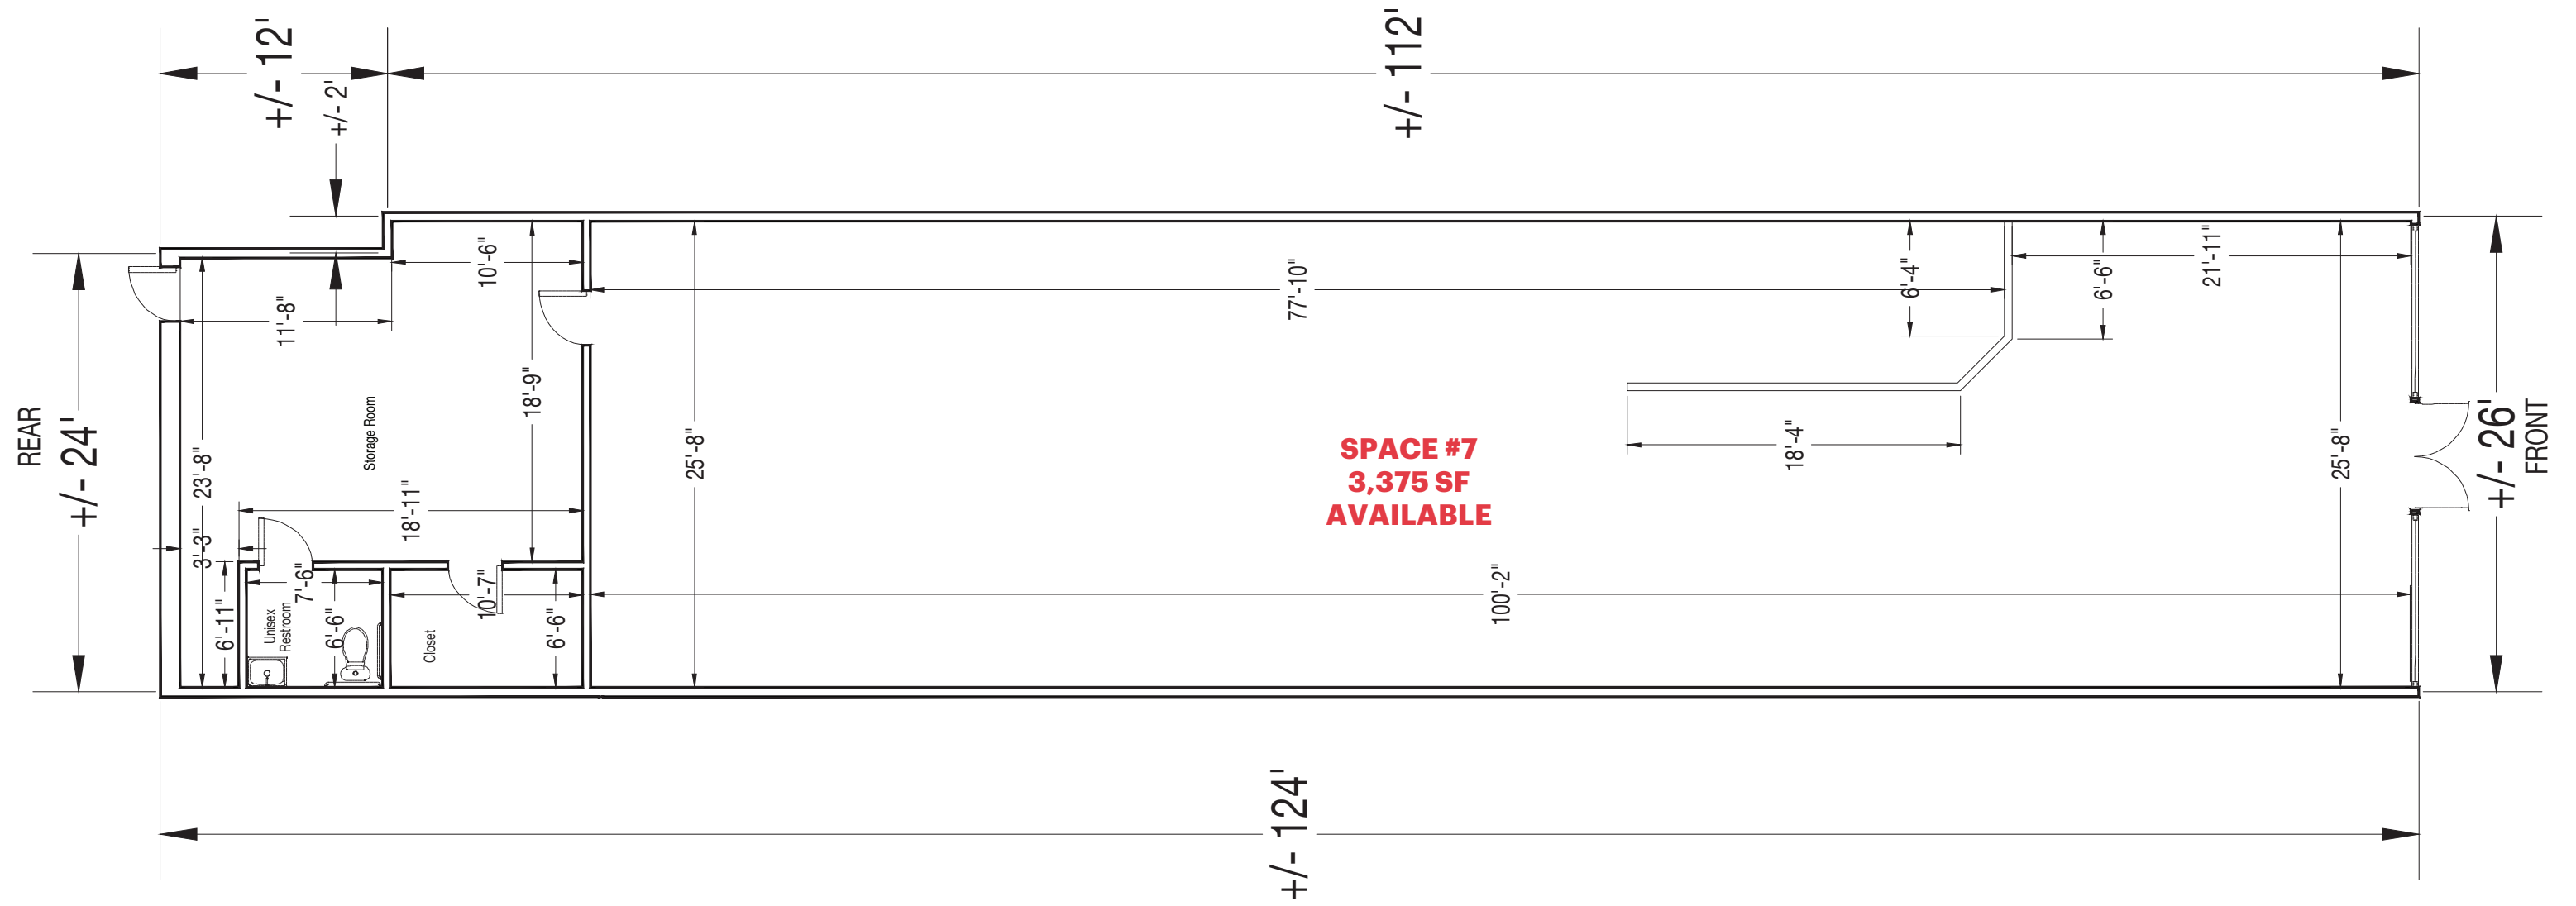 +/- 12'
+/- 112'
+/- 2'
REAR
+/- 24'
11'-8"
10'-6"
18'-9"
23'-8"
Storage Room
18'-11"
3'-3"
6'-11"
7'-6"
Unisex
Restroom
6'-6"
10'-7"
Closet
6'-6"
25'-8"
77'-10"
6'-4"
6'-6"
21'-11"
18'-4"
SPACE #7
3,375 SF
AVAILABLE
100'-2"
25'-8"
+/- 26'
FRONT
+/- 124'